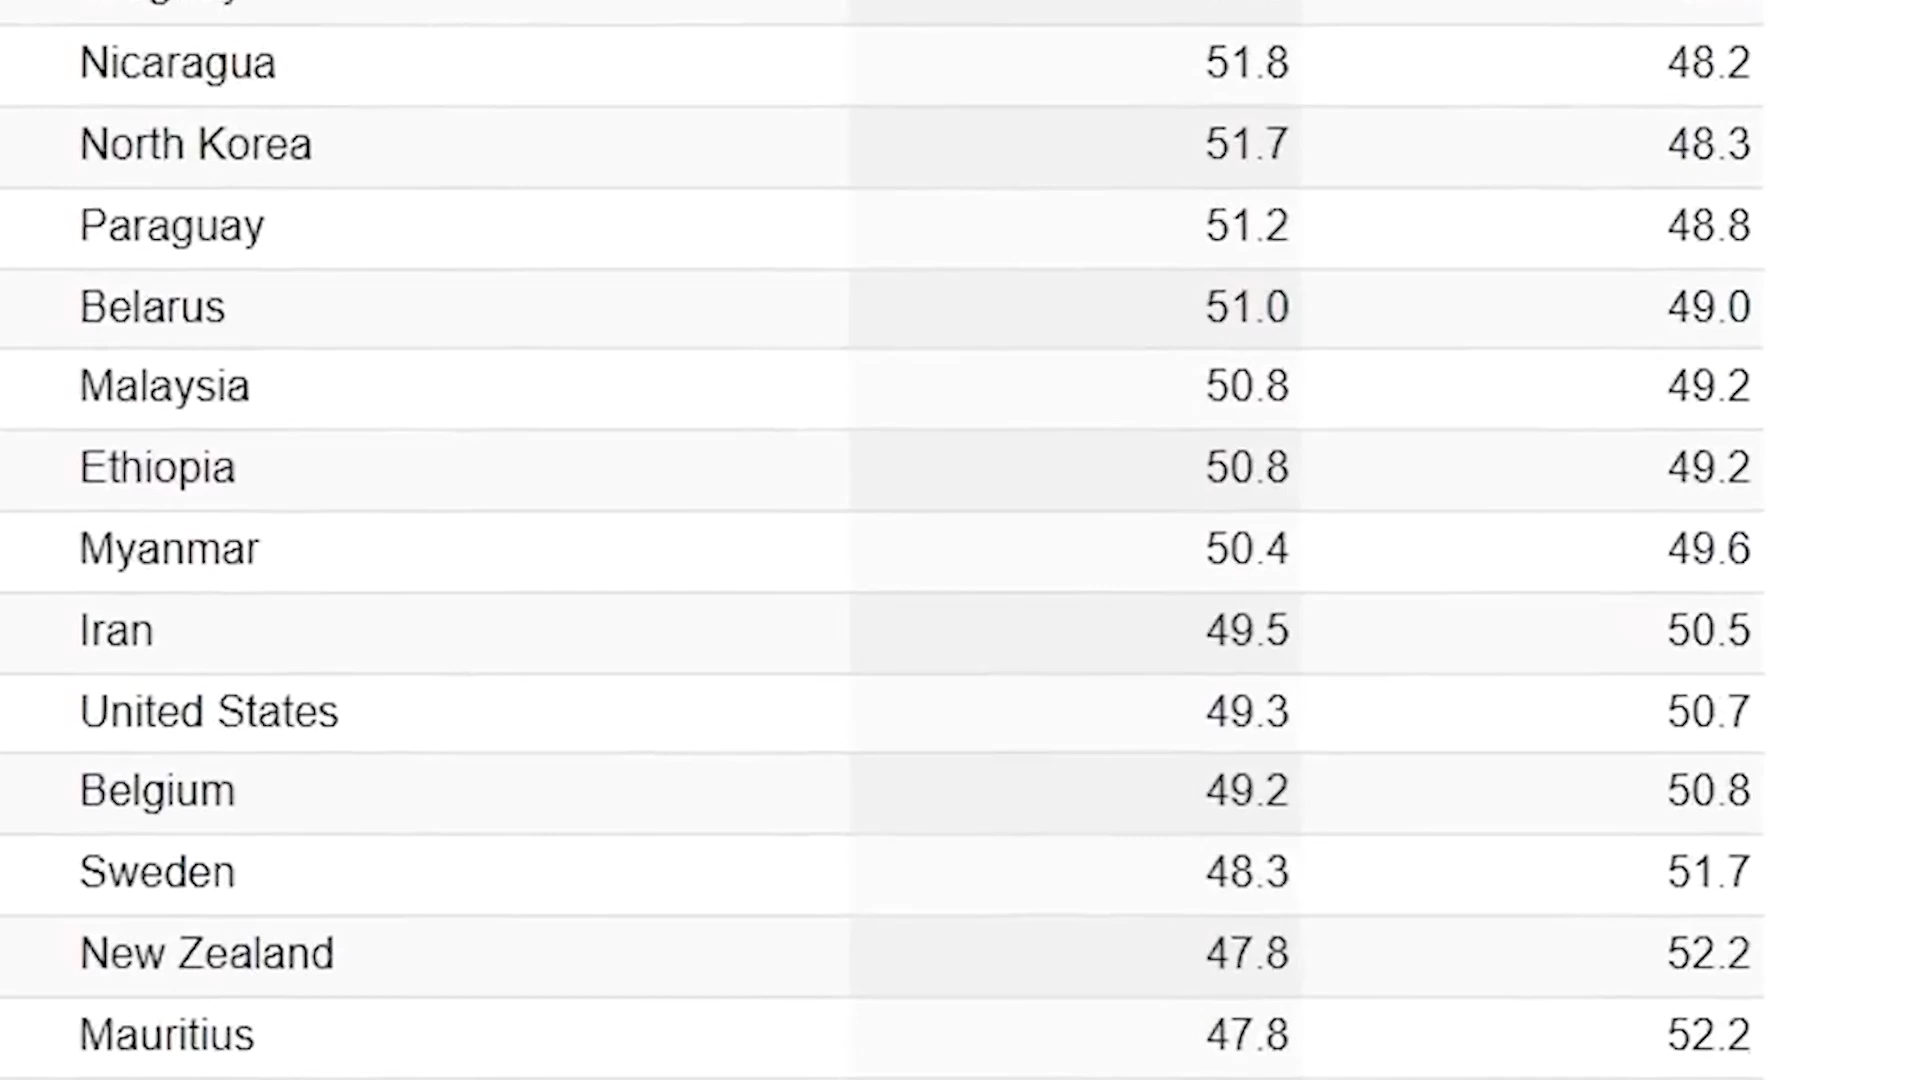 Nicaragua 51.8 48.2
North Korea 51.7 48.3
Paraguay 51.2 48.8
Belarus 51.0 49.0
Malaysia 50.8 49.2
Ethiopia 50.8 49.2
Myanmar 50.4 49.6
Iran 49.5 50.5
United States 49.3 50.7
Belgium 49.2 50.8
Sweden 48.3 51.7
New Zealand 47.8 52.2
Mauritius 47.8 52.2